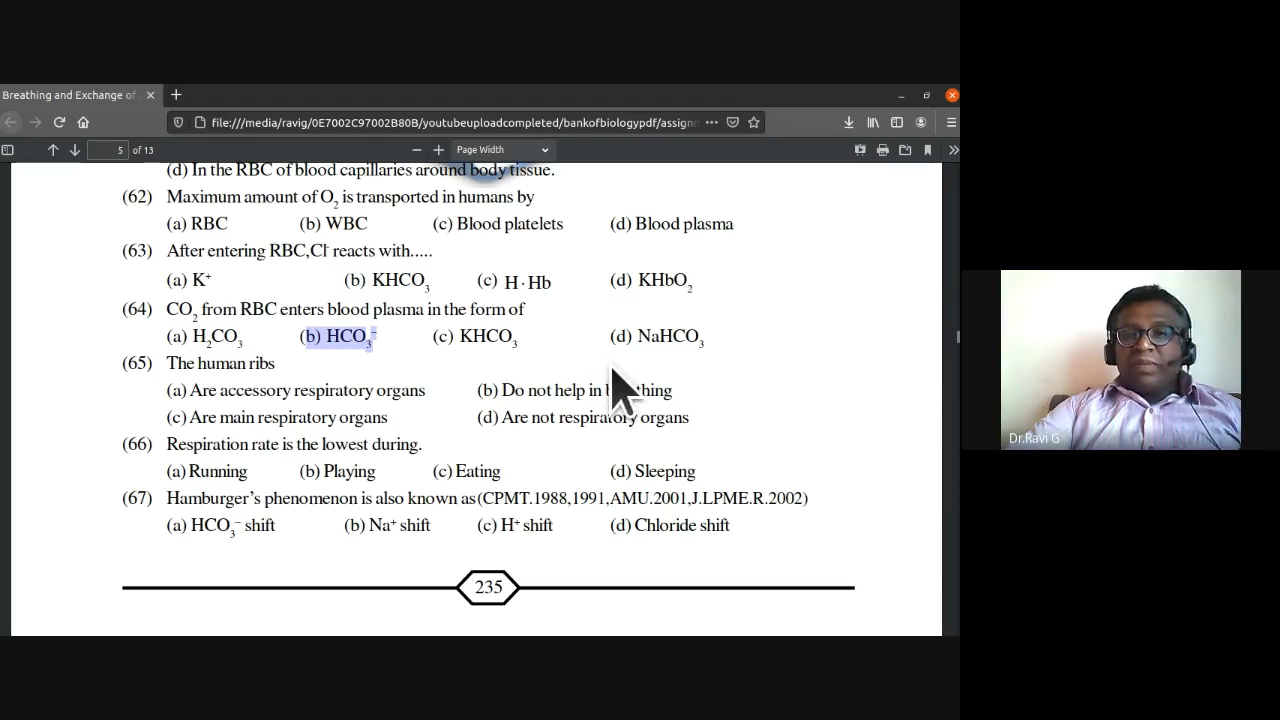 Breathing and Exchange of
file:///media/ravig/0E7002C97002B80B/youtubeuploadcompleted/bankofbiologypdf/assignn
5 of 13
Page Width
(d) In the RBC of blood capillaries around body tissue.
(62) Maximum amount of O₂ is transported in humans by
(a) RBC (b) WBC (c) Blood platelets (d) Blood plasma
(63) After entering RBC,Cl⁻ reacts with.....
(a) K⁺ (b) KHCO₃ (c) H·Hb (d) KHbO₂
(64) CO₂ from RBC enters blood plasma in the form of
(a) H₂CO₃ (b) HCO₃⁻ (c) KHCO₃ (d) NaHCO₃
(65) The human ribs
(a) Are accessory respiratory organs (b) Do not help in
(c) Are main respiratory organs (d) Are not respiratory organs
(66) Respiration rate is the lowest during.
(a) Running (b) Playing (c) Eating (d) Sleeping
(67) Hamburger's phenomenon is also known as(CPMT.1988,1991,AMU.2001,J.I.PME.R.2002)
(a) HCO₃⁻ shift (b) Na⁺ shift (c) H⁺ shift (d) Chloride shift
235
Dr.Ravi G